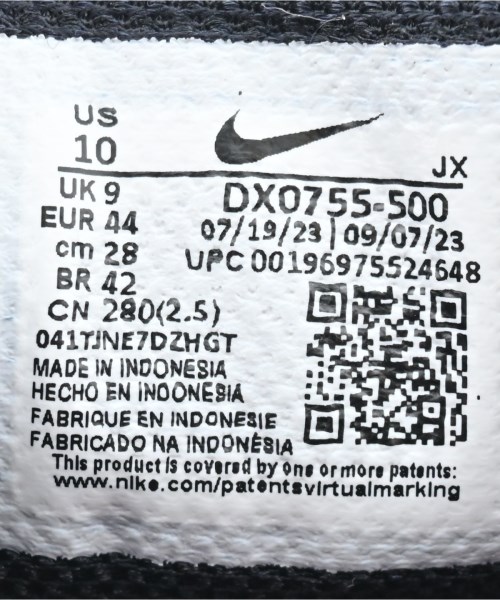 US
10
JX
UK 9
EUR 44
cm 28
BR 42
CN 280(2.5)
DX0755-500
07/19/23 | 09/07/23
UPC 00196975524648
041TJNE7DZHGT
MADE IN INDONESIA
HECHO EN INDONESIA
FABRIQUE EN INDONESIE
FABRICADO NA INDONÉSIA
This product is covered by one or more patents:
www.nike.com/patentsvirtualmarking